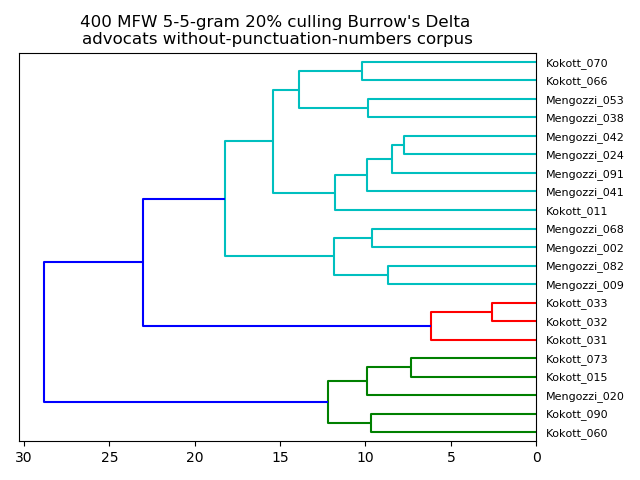 400 MFW 5-5-gram 20% culling Burrow's Delta
advocats without-punctuation-numbers corpus
Kokott_070
Kokott_066
Mengozzi_053
Mengozzi_038
Mengozzi_042
Mengozzi_024
Mengozzi_091
Mengozzi_041
Kokott_011
Mengozzi_068
Mengozzi_002
Mengozzi_082
Mengozzi_009
Kokott_033
Kokott_032
Kokott_031
Kokott_073
Kokott_015
Mengozzi_020
Kokott_090
Kokott_060
30 25 20 15 10 5 0